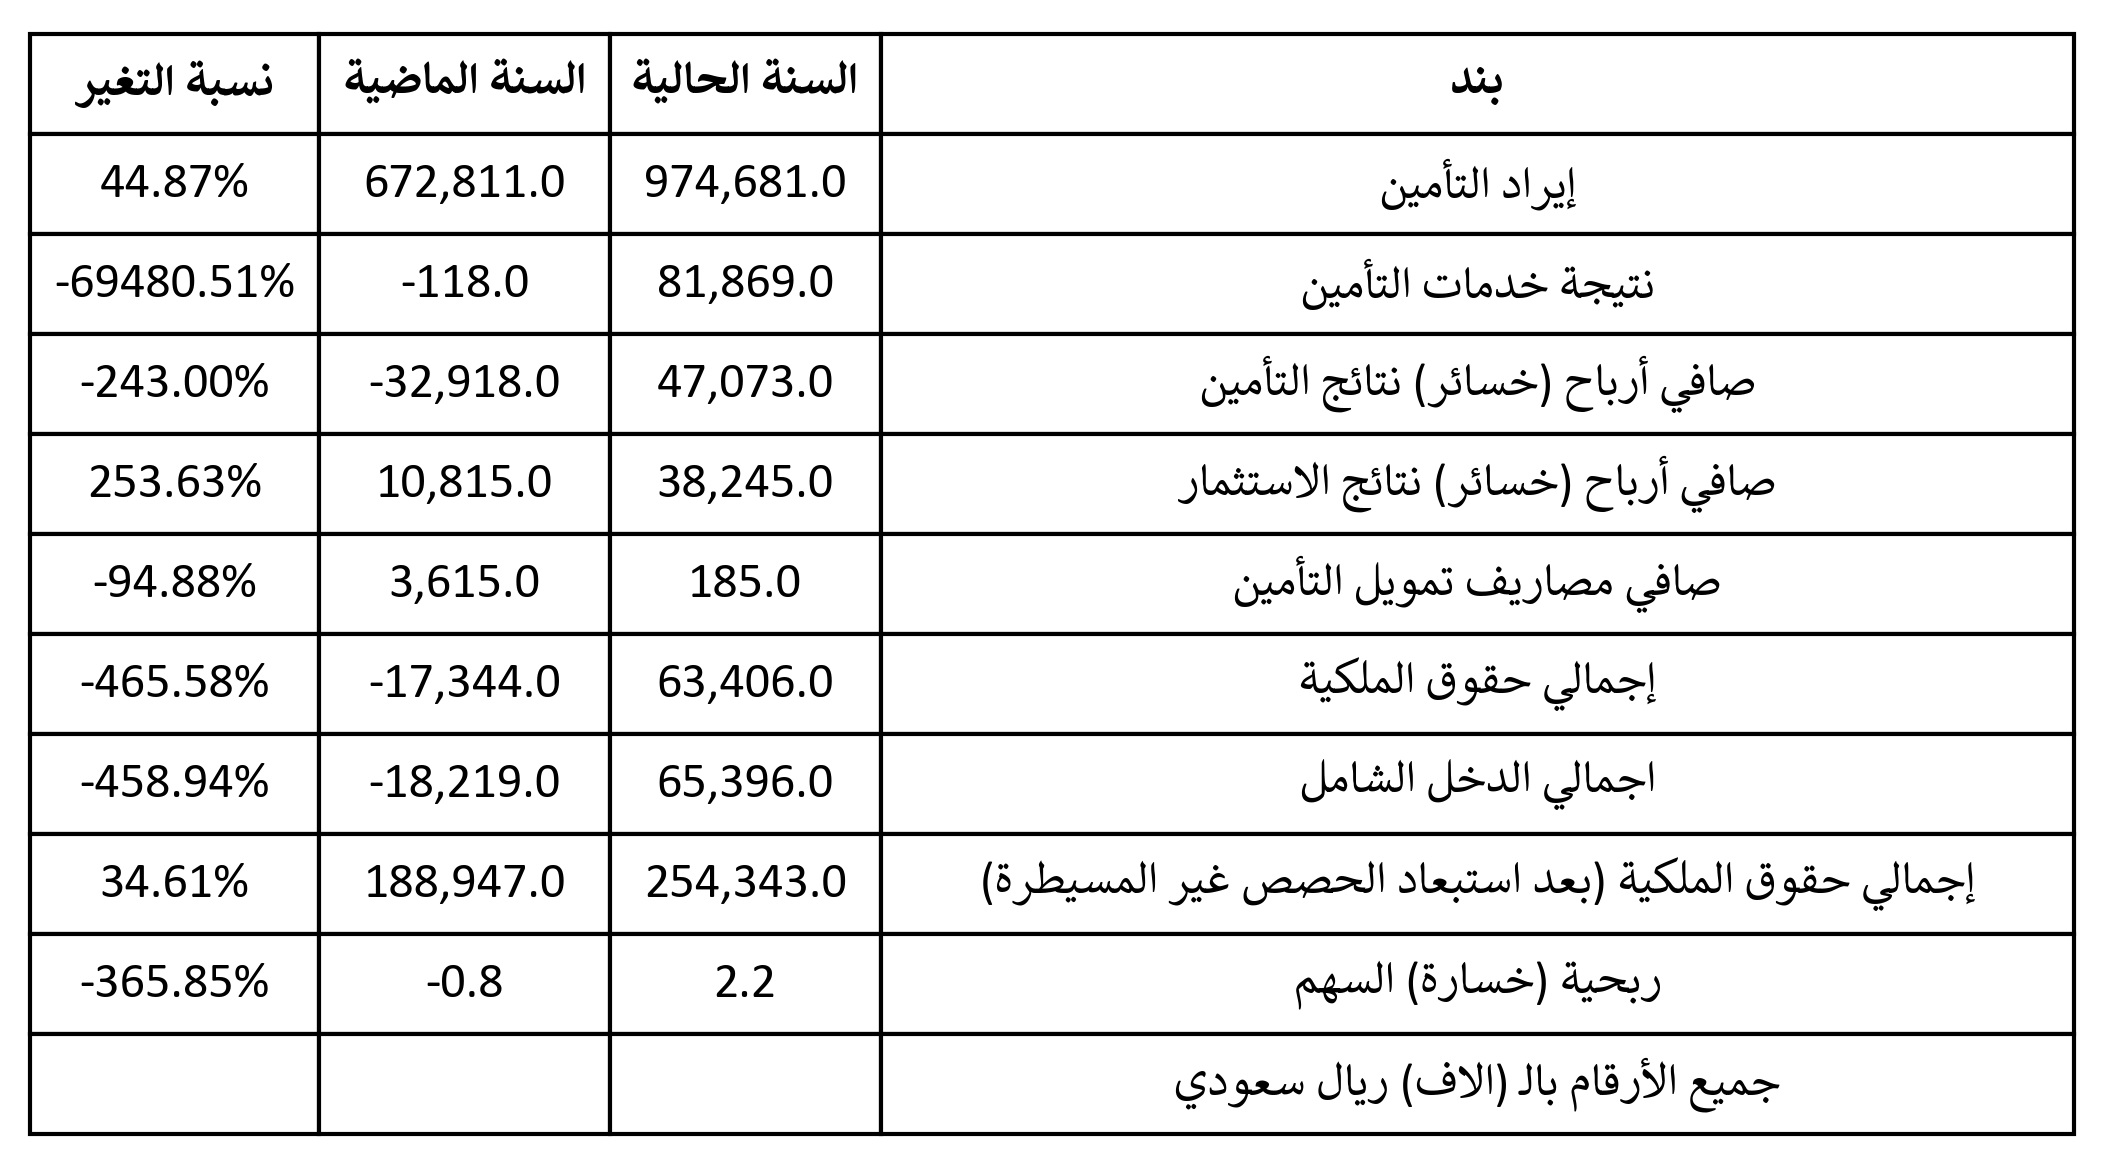 بند السنة الحالية السنة الماضية نسبة التغير
إيراد التأمين 974,681.0 672,811.0 44.87%
نتيجة خدمات التأمين 81,869.0 -118.0 -69480.51%
صافي أرباح (خسائر) نتائج التأمين 47,073.0 -32,918.0 -243.00%
صافي أرباح (خسائر) نتائج الاستثمار 38,245.0 10,815.0 253.63%
صافي مصاريف تمويل التأمين 185.0 3,615.0 -94.88%
إجمالي حقوق الملكية 63,406.0 -17,344.0 -465.58%
اجمالي الدخل الشامل 65,396.0 -18,219.0 -458.94%
إجمالي حقوق الملكية (بعد استبعاد الحصص غير المسيطرة) 254,343.0 188,947.0 34.61%
ربحية (خسارة) السهم 2.2 -0.8 -365.85%
جميع الأرقام بالـ (الاف) ريال سعودي